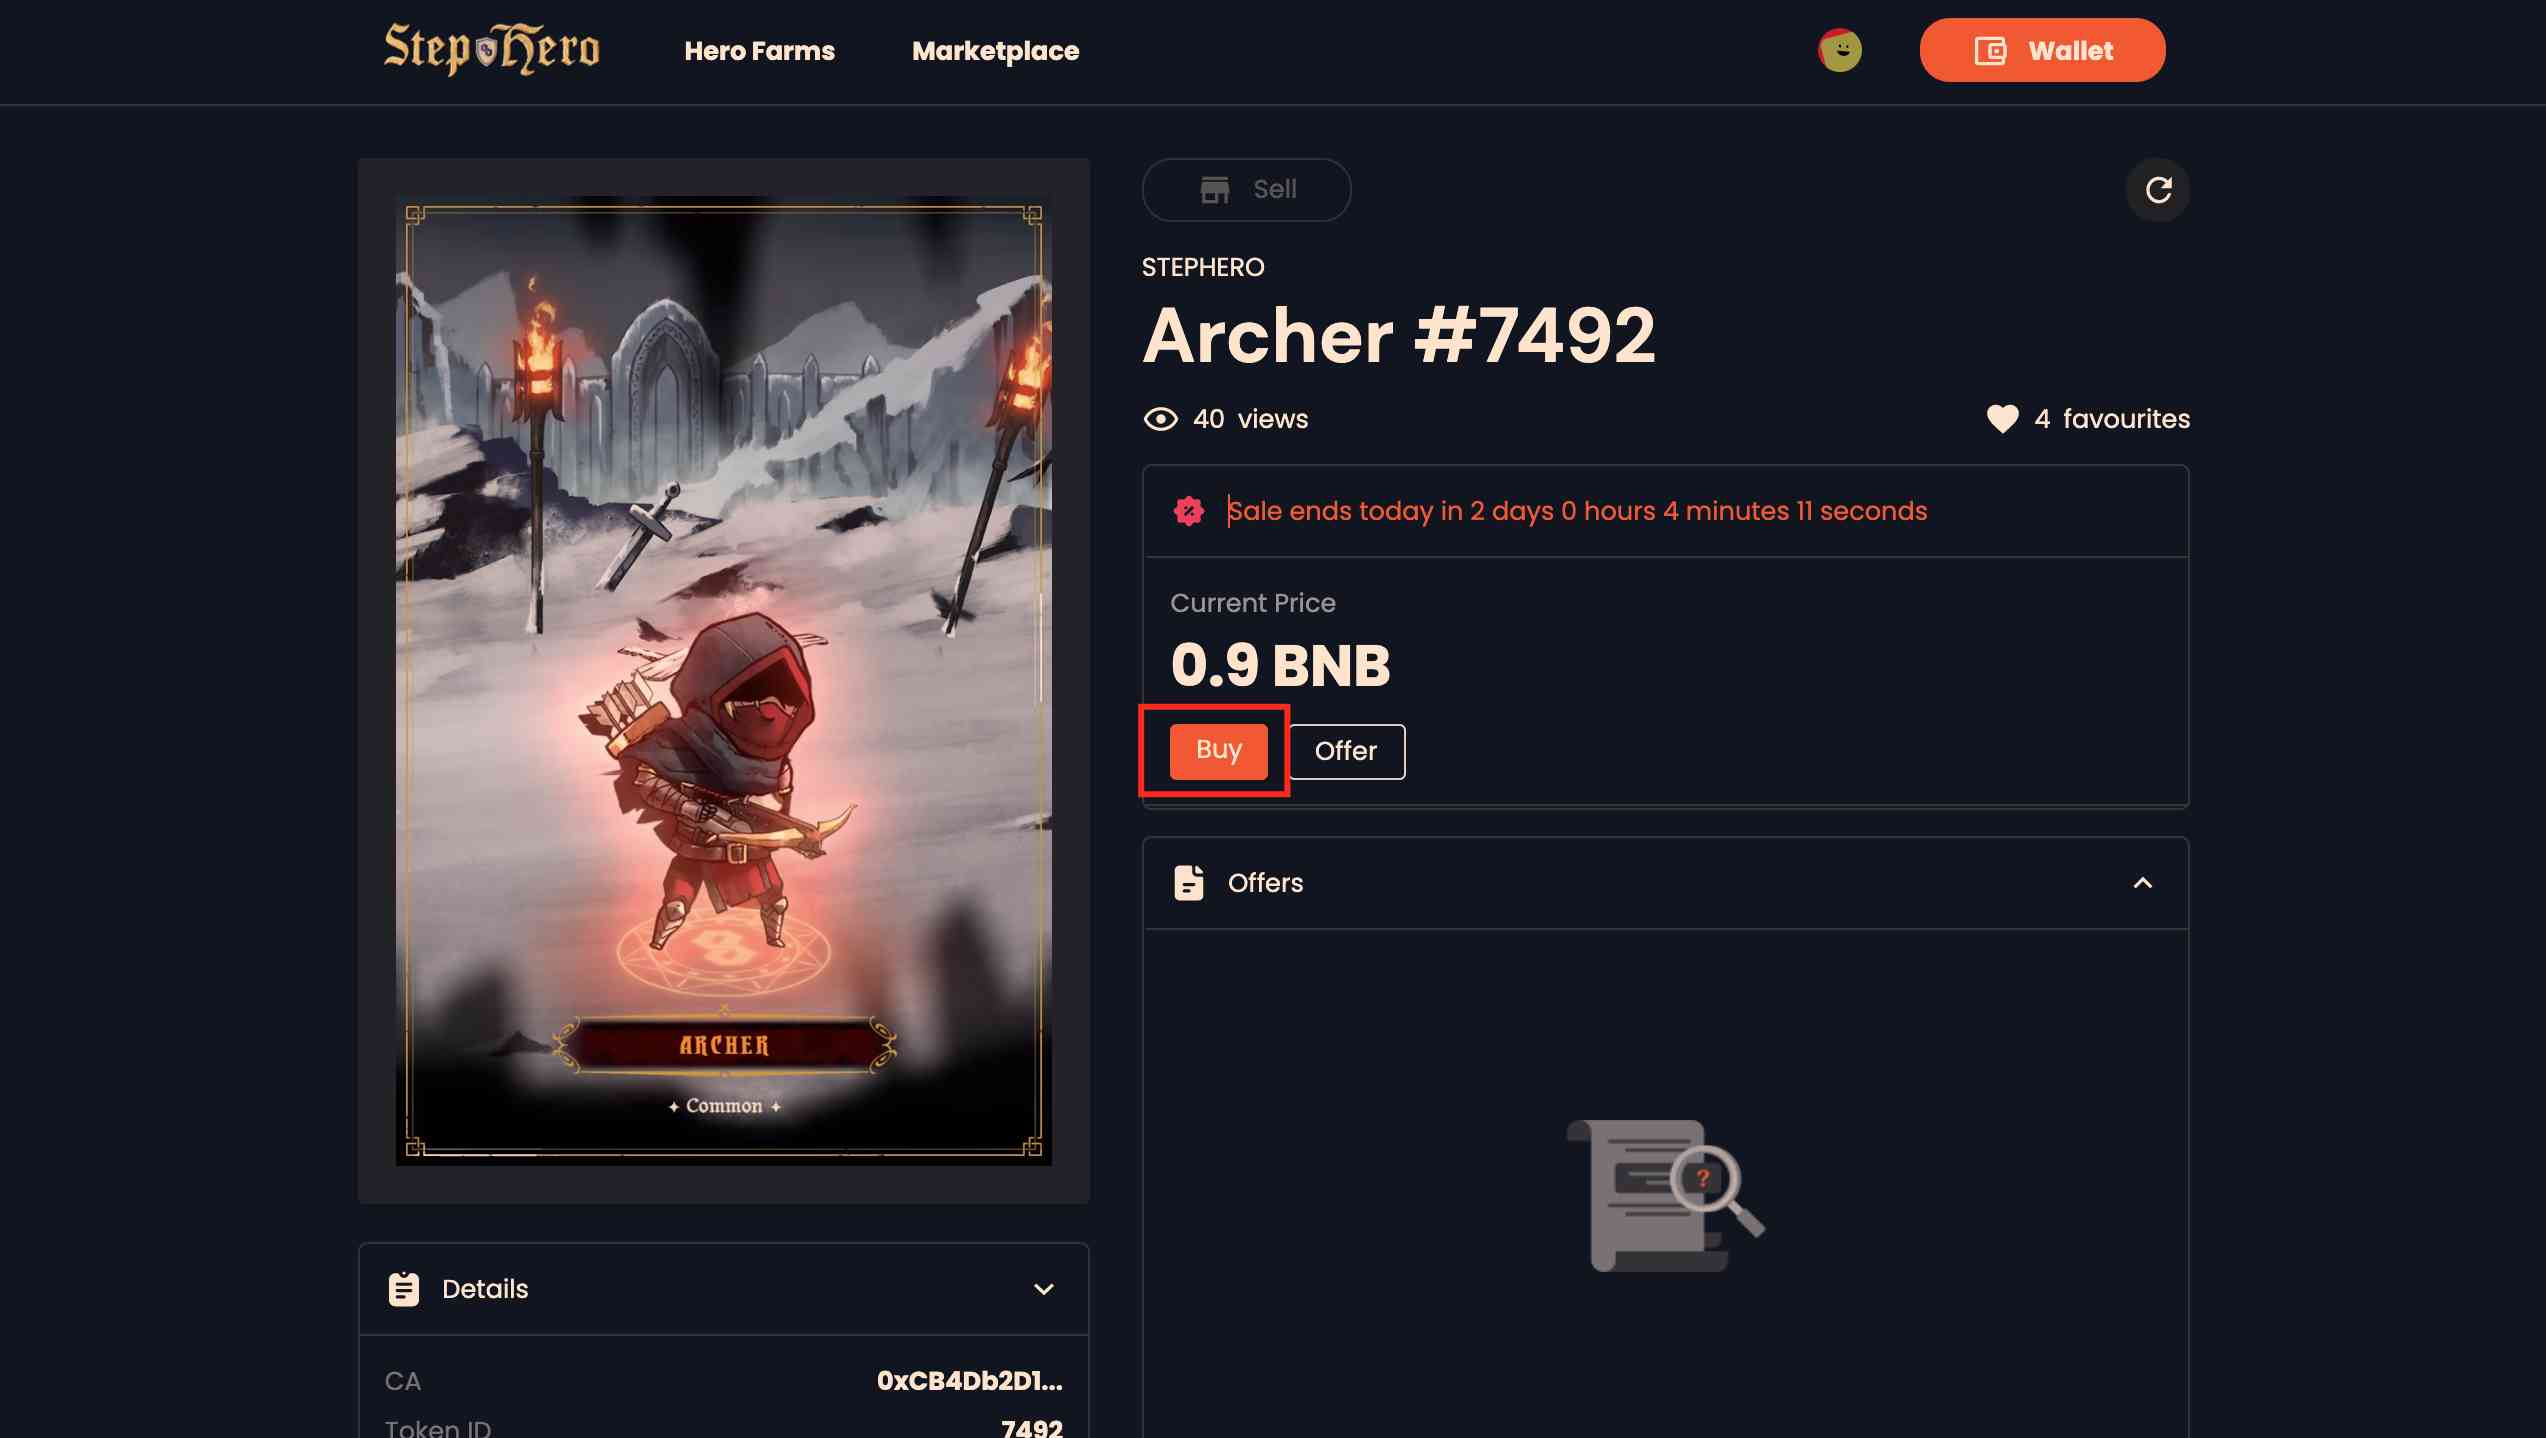 Step Hero
Hero Farms
Marketplace
Wallet
Sell
STEPHERO
Archer #7492
40 views
4 favourites
Sale ends today in 2 days 0 hours 4 minutes 11 seconds
Current Price
0.9 BNB
Buy
Offer
Offers
?
ARCHER
Common
Details
CA
0xCB4Db2D1...
Token ID
7492